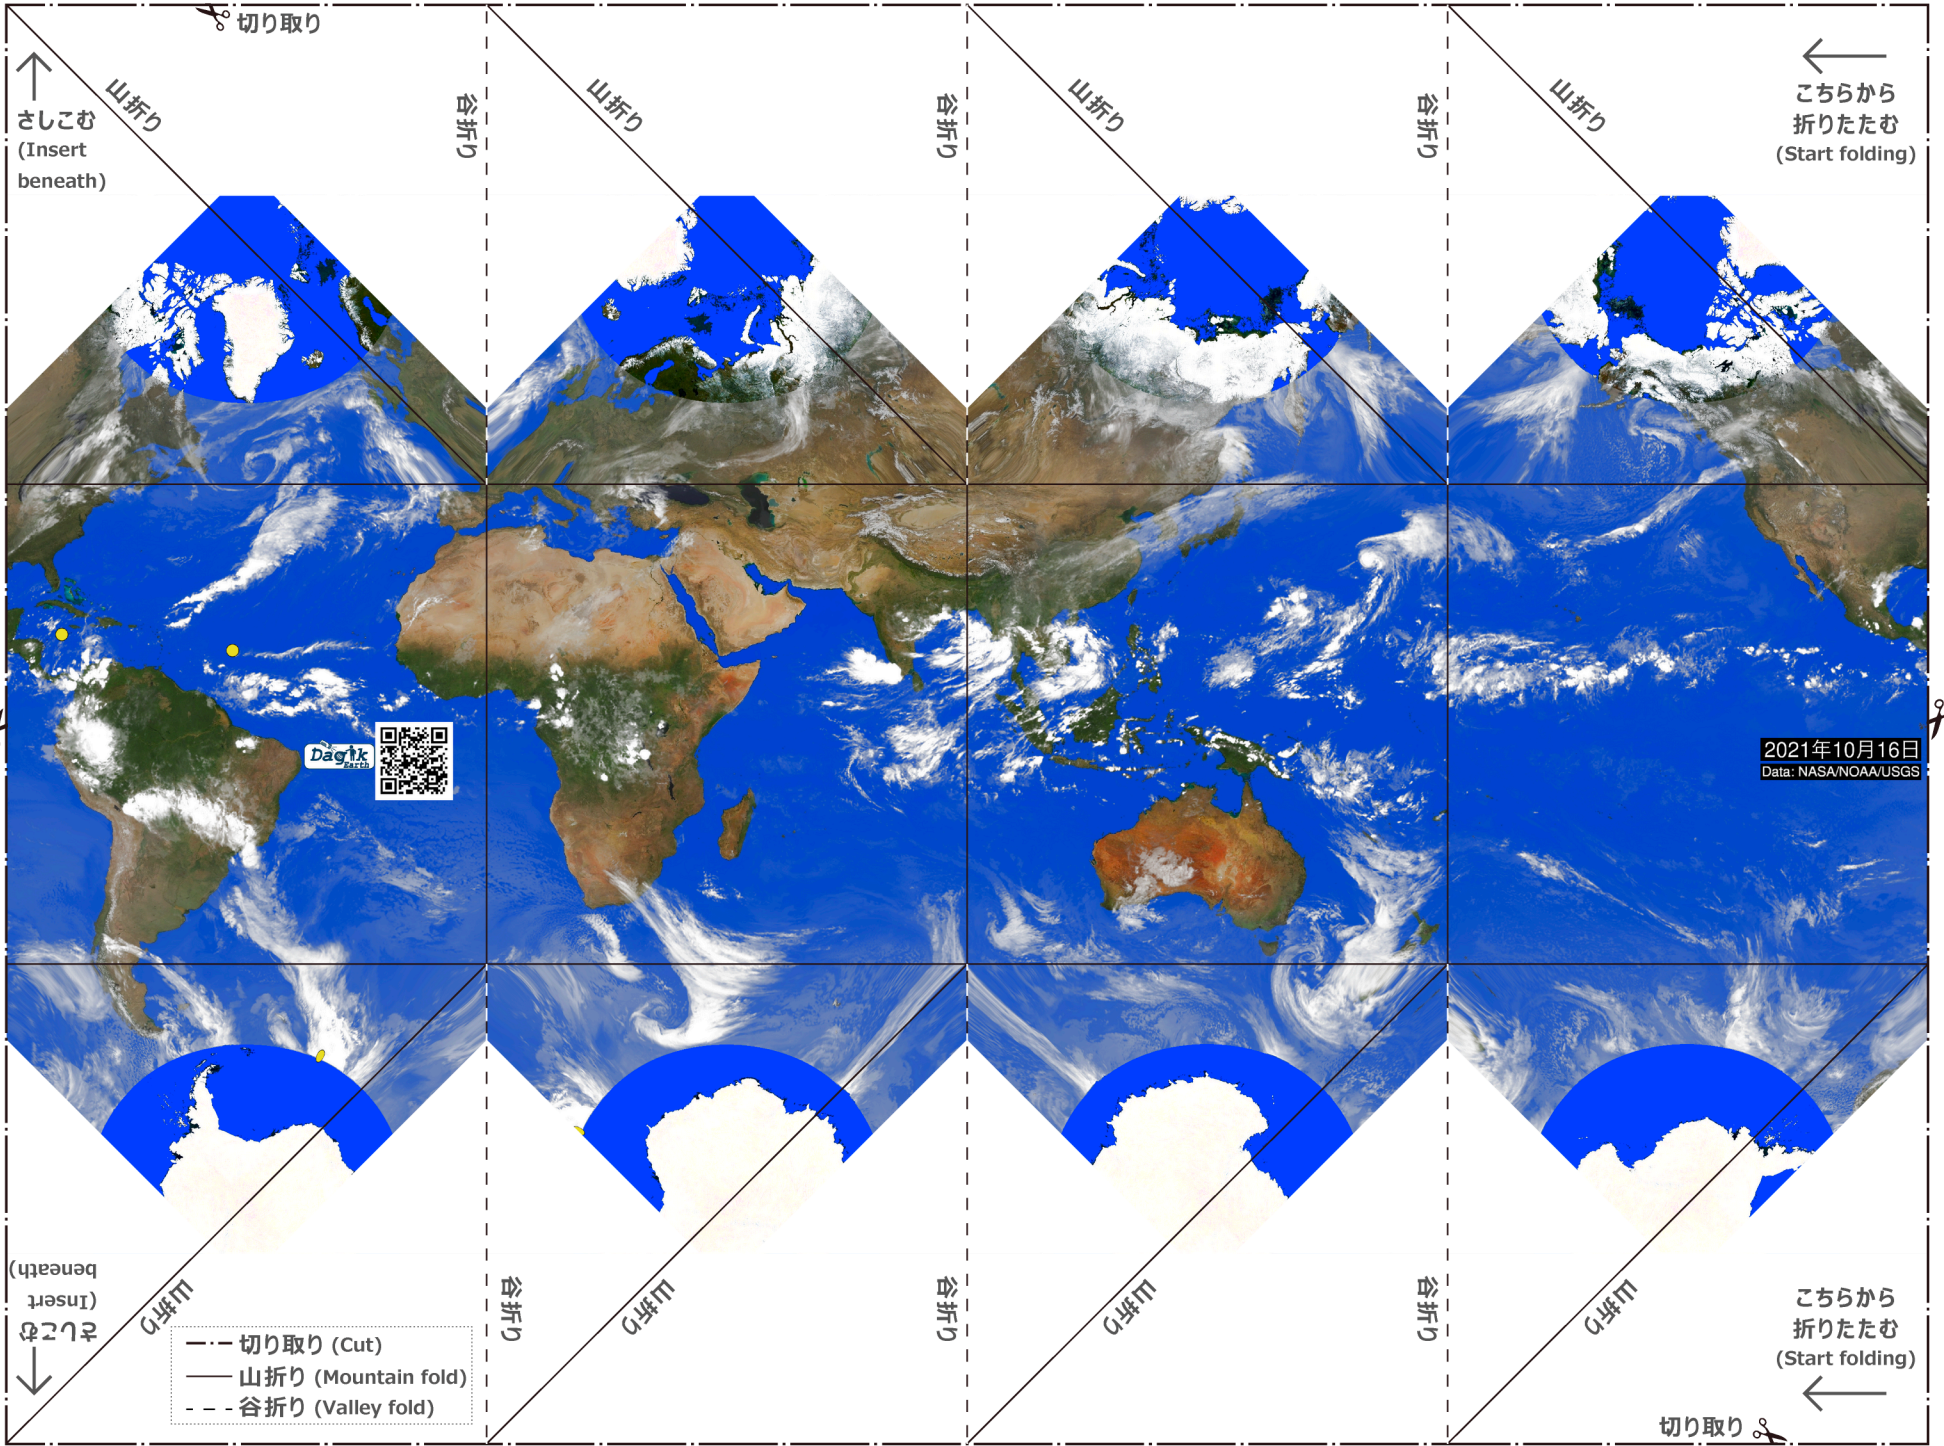 切り取り
さしこむ
(Insert
beneath)
山折り
谷折り
山折り
谷折り
山折り
谷折り
山折り
こちらから
折りたたむ
(Start folding)
Dagik
Earth
2021年10月16日
Data: NASA/NOAA/USGS
さしこむ
(Insert
beneath)
山折り
谷折り
山折り
谷折り
山折り
谷折り
山折り
切り取り (Cut)
山折り (Mountain fold)
谷折り (Valley fold)
こちらから
折りたたむ
(Start folding)
切り取り